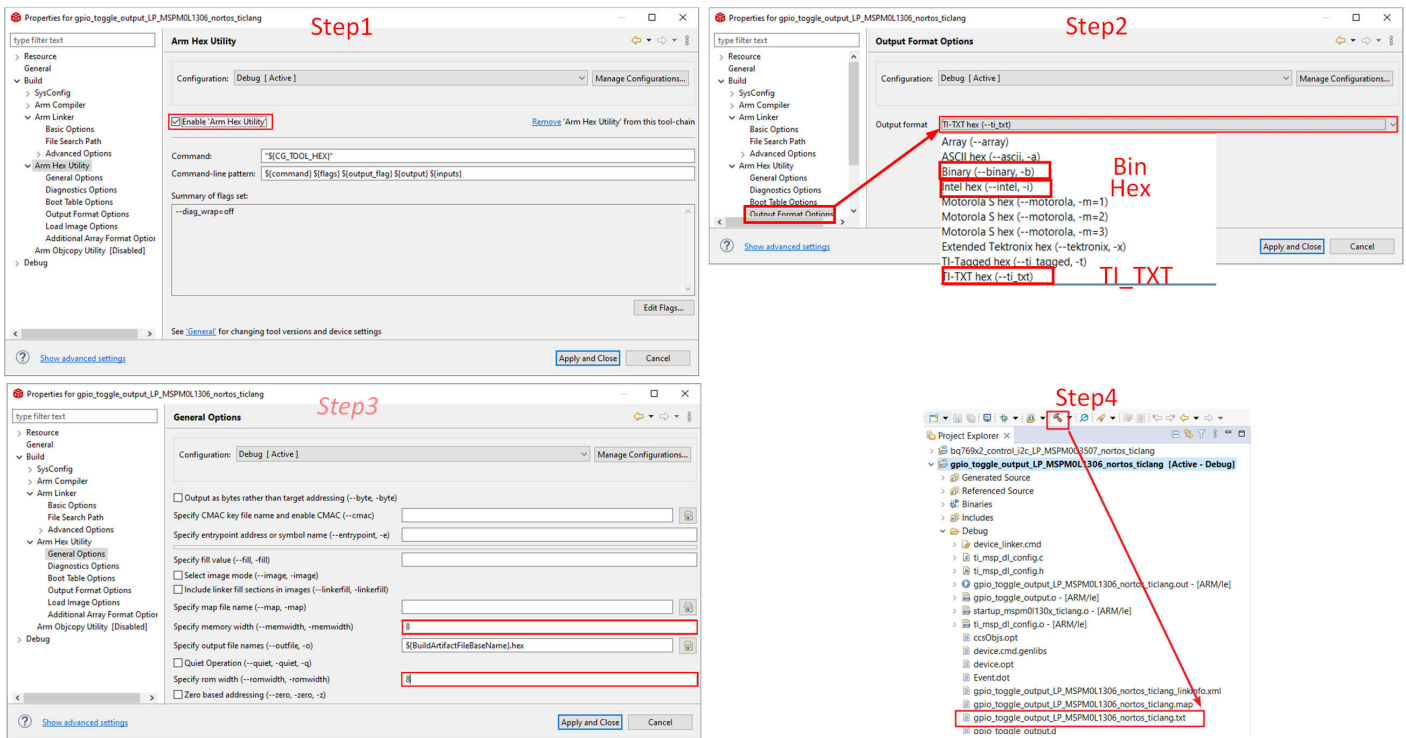 Properties for gpio_toggle_output_LP_MSPM0L1306_nortos_ticlang
Step1
type filter text
Arm Hex Utility
Resource
General
Build
SysConfig
Arm Compiler
Arm Linker
Basic Options
File Search Path
Advanced Options
Arm Hex Utility
General Options
Diagnostics Options
Boot Table Options
Output Format Options
Load Image Options
Additional Array Format Option
Arm Objcopy Utility [Disabled]
Debug
Configuration: Debug [ Active ]
Manage Configurations...
Enable 'Arm Hex Utility'
Remove 'Arm Hex Utility' from this tool-chain
Command: "${CG_TOOL_HEX}"
Command-line pattern: ${command} ${flags} ${output_flag} ${output} ${inputs}
Summary of flags set:
--diag_wrap=off
Edit Flags...
See 'General' for changing tool versions and device settings
Show advanced settings
Apply and Close
Cancel
Properties for gpio_toggle_output_LP_MSPM0L1306_nortos_ticlang
Step2
type filter text
Output Format Options
Resource
General
Build
SysConfig
Arm Compiler
Arm Linker
Basic Options
File Search Path
Advanced Options
Arm Hex Utility
General Options
Diagnostics Options
Boot Table Options
Output Format Options
Configuration: Debug [ Active ]
Manage Configurations...
Output format TI-TXT hex (--ti_txt)
Array (--array)
ASCII hex (--ascii, -a)
Binary (--binary, -b)
Bin
Intel hex (--intel, -i)
Hex
Motorola S hex (--motorola, -m=1)
Motorola S hex (--motorola, -m=2)
Motorola S hex (--motorola, -m=3)
Extended Tektronix hex (--tektronix, -x)
TI-Tagged hex (--ti_tagged, -t)
TI-TXT hex (--ti_txt)
TI_TXT
Show advanced settings
Apply and Close
Cancel
Properties for gpio_toggle_output_LP_MSPM0L1306_nortos_ticlang
Step3
type filter text
General Options
Resource
General
Build
SysConfig
Arm Compiler
Arm Linker
Basic Options
File Search Path
Advanced Options
Arm Hex Utility
General Options
Diagnostics Options
Boot Table Options
Output Format Options
Load Image Options
Additional Array Format Option
Arm Objcopy Utility [Disabled]
Debug
Configuration: Debug [ Active ]
Manage Configurations...
Output as bytes rather than target addressing (--byte, -byte)
Specify CMAC key file name and enable CMAC (--cmac)
Specify entrypoint address or symbol name (--entrypoint, -e)
Specify fill value (--fill, -fill)
Select image mode (--image, -image)
Include linker fill sections in images (--linkerfill, -linkerfill)
Specify map file name (--map, -map)
Specify memory width (--memwidth, -memwidth) 8
Specify output file names (--outfile, -o) ${BuildArtifactFileBaseName}.hex
Quiet Operation (--quiet, -quiet, -q)
Specify rom width (--romwidth, -romwidth) 8
Zero based addressing (--zero, -zero, -z)
Show advanced settings
Apply and Close
Cancel
Step4
Project Explorer
bq769x2_control_i2c_LP_MSPM0G3507_nortos_ticlang
gpio_toggle_output_LP_MSPM0L1306_nortos_ticlang [Active - Debug]
Generated Source
Referenced Source
Binaries
Includes
Debug
device_linker.cmd
ti_msp_dl_config.c
ti_msp_dl_config.h
gpio_toggle_output_LP_MSPM0L1306_nortos_ticlang.out - [ARM/le]
gpio_toggle_output.o - [ARM/le]
startup_mspm0l130x_ticlang.o - [ARM/le]
ti_msp_dl_config.o - [ARM/le]
ccsObjs.opt
device.cmd.genlibs
device.opt
Event.dot
gpio_toggle_output_LP_MSPM0L1306_nortos_ticlang_linkInfo.xml
gpio_toggle_output_LP_MSPM0L1306_nortos_ticlang.map
gpio_toggle_output_LP_MSPM0L1306_nortos_ticlang.txt
gpio_toggle_output.d